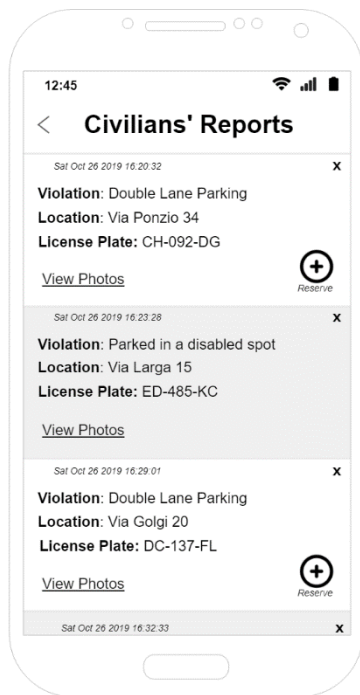 12:45
Civilians' Reports
Sat Oct 26 2019 16:20:32 x
Violation: Double Lane Parking
Location: Via Ponzio 34
License Plate: CH-092-DG
View Photos
Reserve
Sat Oct 26 2019 16:23:28 x
Violation: Parked in a disabled spot
Location: Via Larga 15
License Plate: ED-485-KC
View Photos
Sat Oct 26 2019 16:29:01 x
Violation: Double Lane Parking
Location: Via Golgi 20
License Plate: DC-137-FL
View Photos
Reserve
Sat Oct 26 2019 16:32:33 x